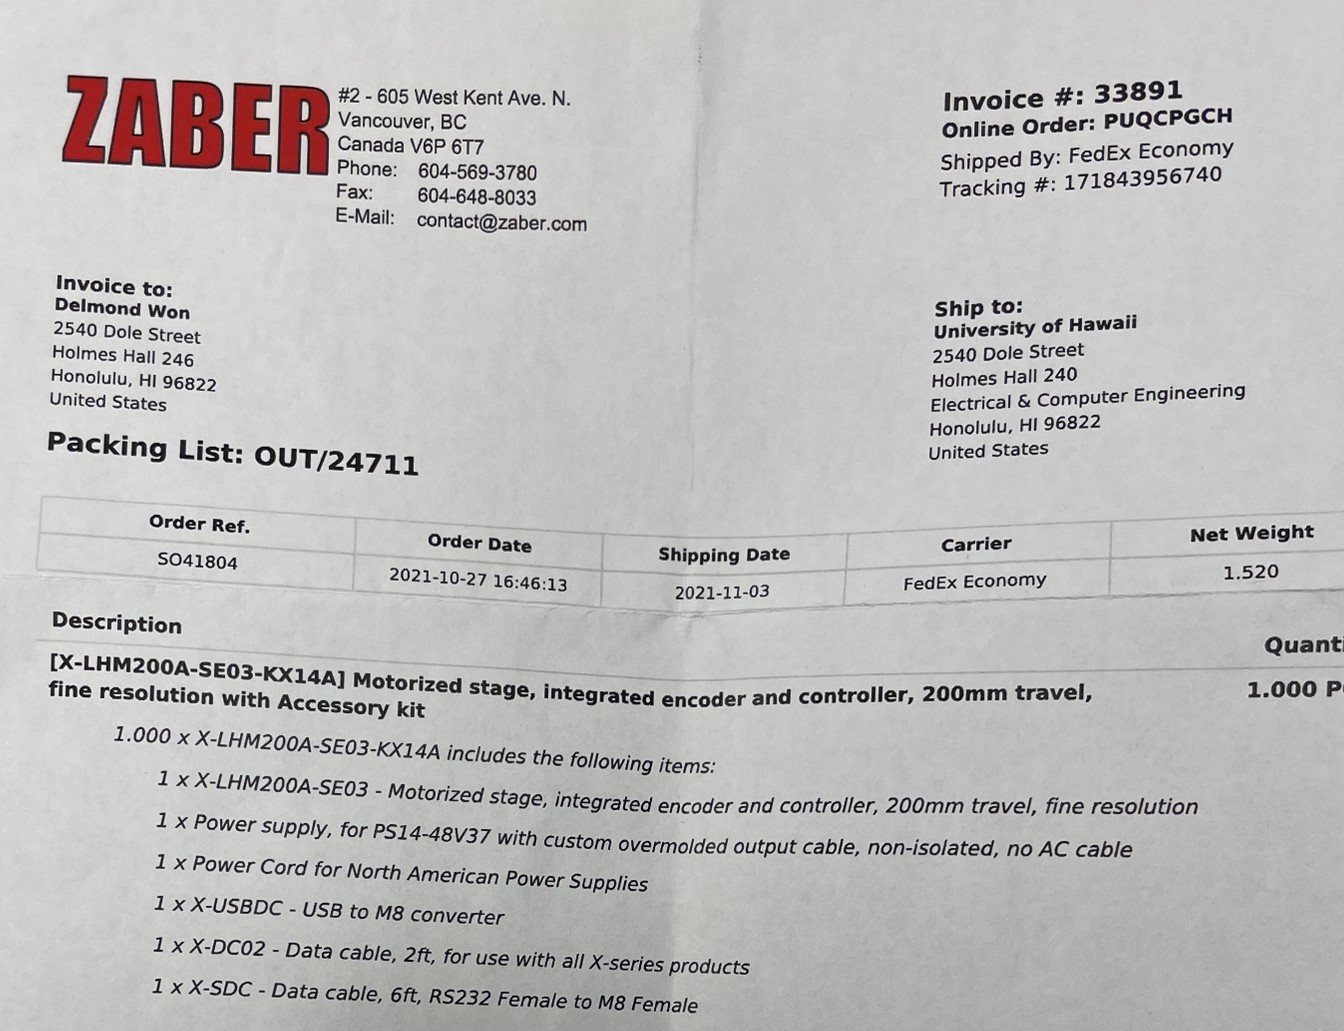 ZABER
#2 - 605 West Kent Ave. N.
Vancouver, BC
Canada V6P 6T7
Phone: 604-569-3780
Fax: 604-648-8033
E-Mail: contact@zaber.com
Invoice #: 33891
Online Order: PUQCPGCH
Shipped By: FedEx Economy
Tracking #: 171843956740
Invoice to:
Delmond Won
2540 Dole Street
Holmes Hall 246
Honolulu, HI 96822
United States
Ship to:
University of Hawaii
2540 Dole Street
Holmes Hall 240
Electrical & Computer Engineering
Honolulu, HI 96822
United States
Packing List: OUT/24711
Order Ref. Order Date Shipping Date Carrier Net Weight
SO41804 2021-10-27 16:46:13 2021-11-03 FedEx Economy 1.520
Description Quanti
[X-LHM200A-SE03-KX14A] Motorized stage, integrated encoder and controller, 200mm travel, 1.000 P
fine resolution with Accessory kit
1.000 x X-LHM200A-SE03-KX14A includes the following items:
1 x X-LHM200A-SE03 - Motorized stage, integrated encoder and controller, 200mm travel, fine resolution
1 x Power supply, for PS14-48V37 with custom overmolded output cable, non-isolated, no AC cable
1 x Power Cord for North American Power Supplies
1 x X-USBDC - USB to M8 converter
1 x X-DC02 - Data cable, 2ft, for use with all X-series products
1 x X-SDC - Data cable, 6ft, RS232 Female to M8 Female